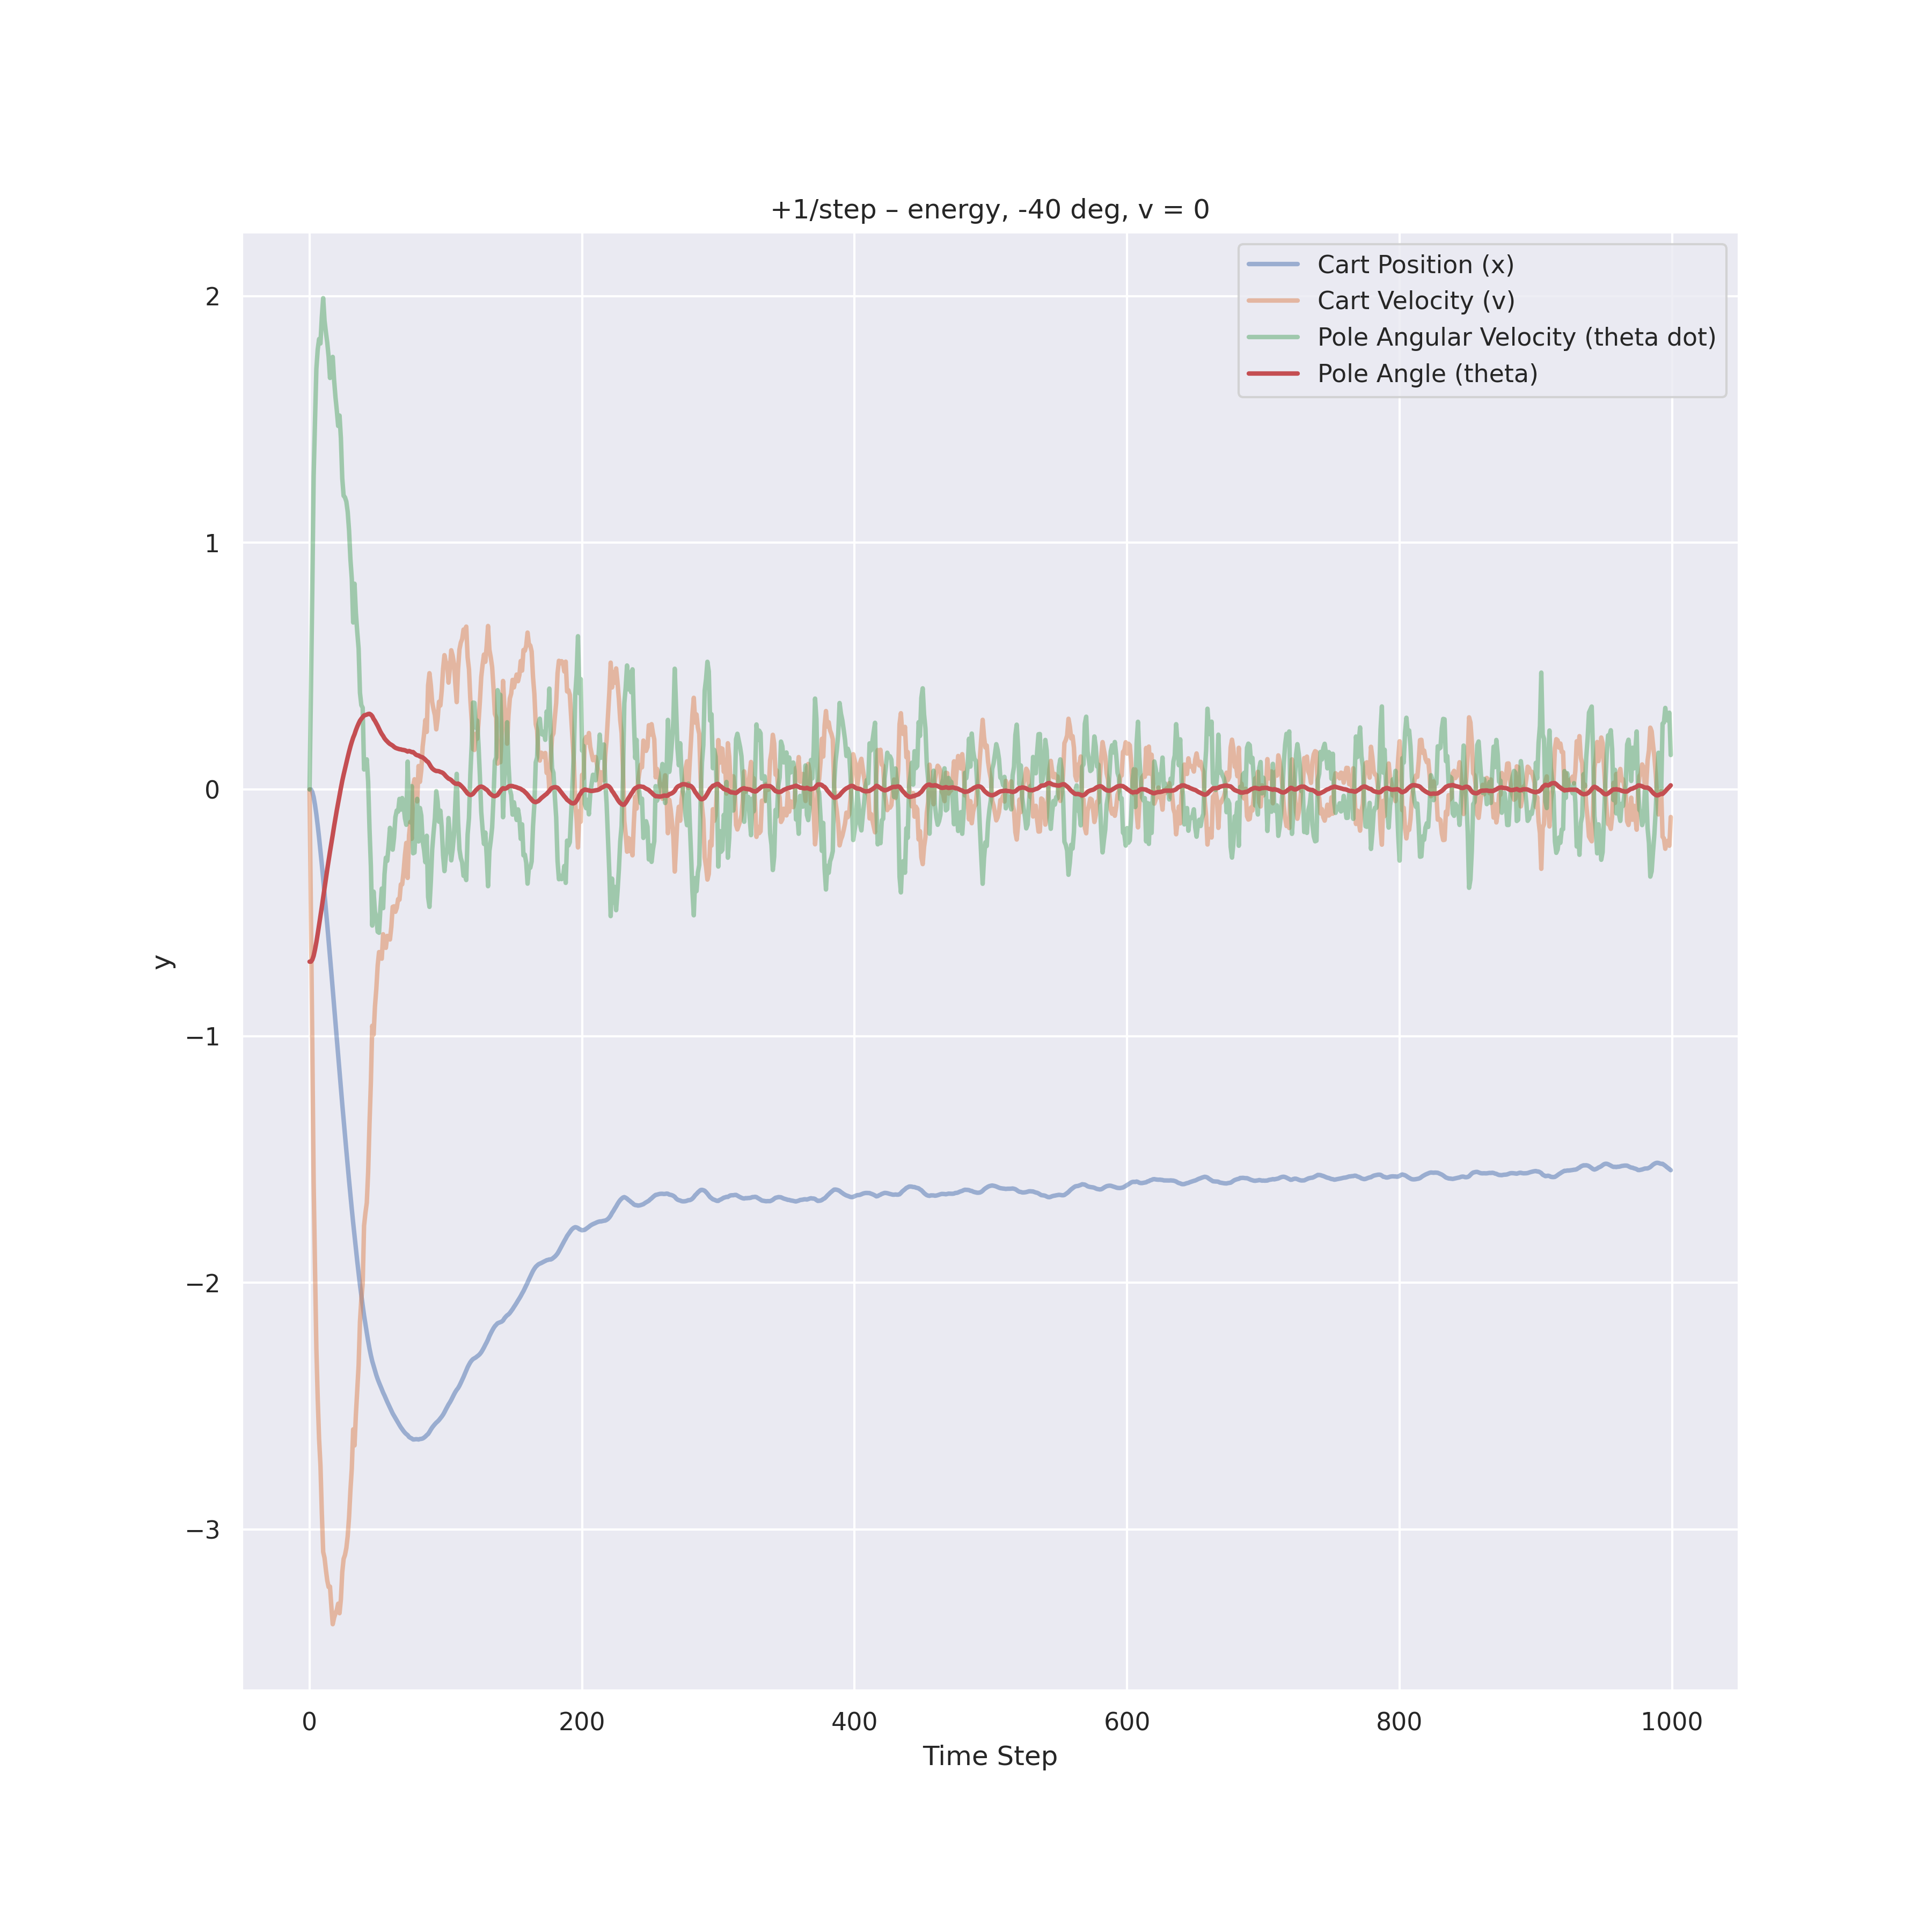 +1/step – energy, -40 deg, v = 0
Cart Position (x)
Cart Velocity (v)
Pole Angular Velocity (theta dot)
Pole Angle (theta)
2
1
0
−1
−2
−3
y
0 200 400 600 800 1000
Time Step